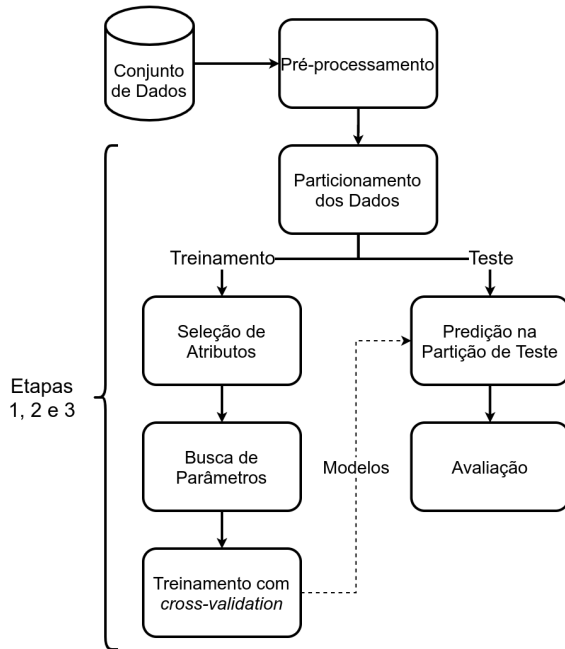 Conjunto
de Dados
Pré-processamento
Particionamento
dos Dados
Treinamento
Teste
Seleção de
Atributos
Predição na
Partição de Teste
Etapas
1, 2 e 3
Busca de
Parâmetros
Modelos
Avaliação
Treinamento com
cross-validation